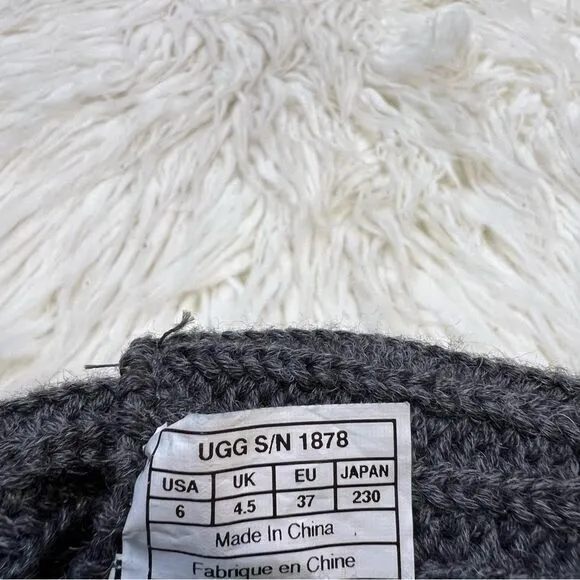 UGG S/N 1878
USA UK EU JAPAN
6 4.5 37 230
Made In China
Fabrique en Chine